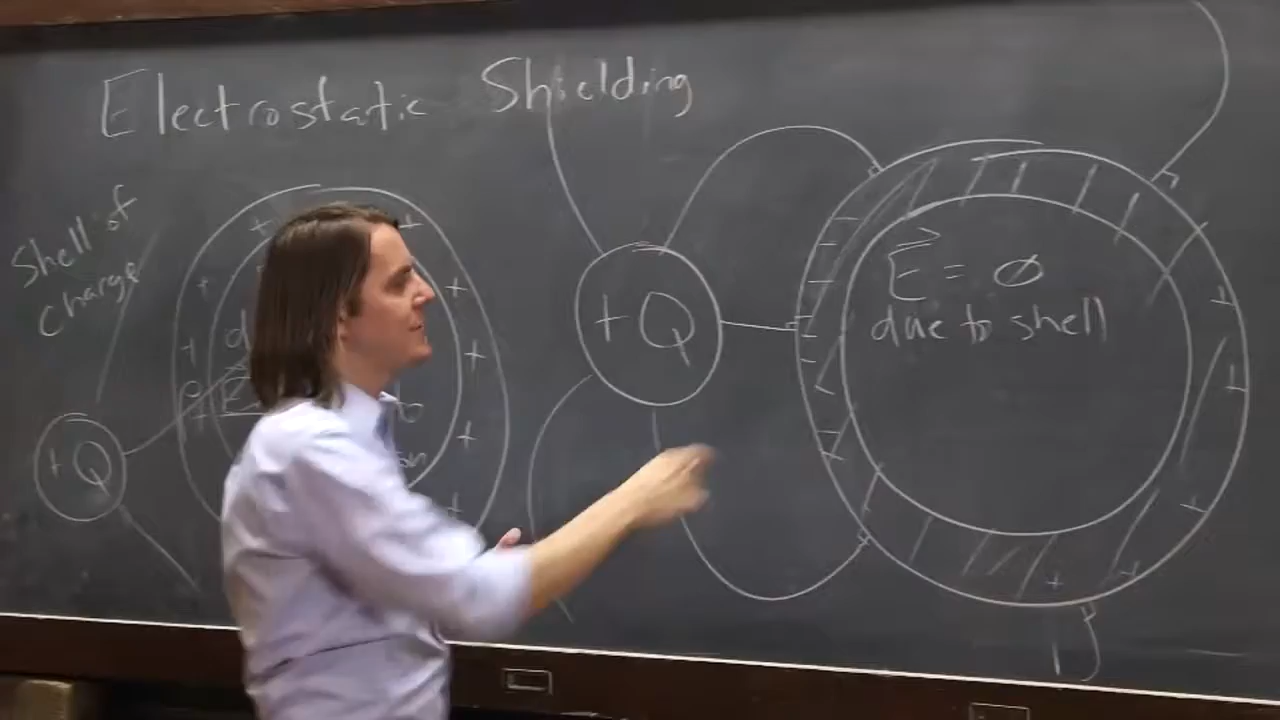 Electrostatic Shielding
Shell of
charge
+Q
+Q
E = ø
due to shell